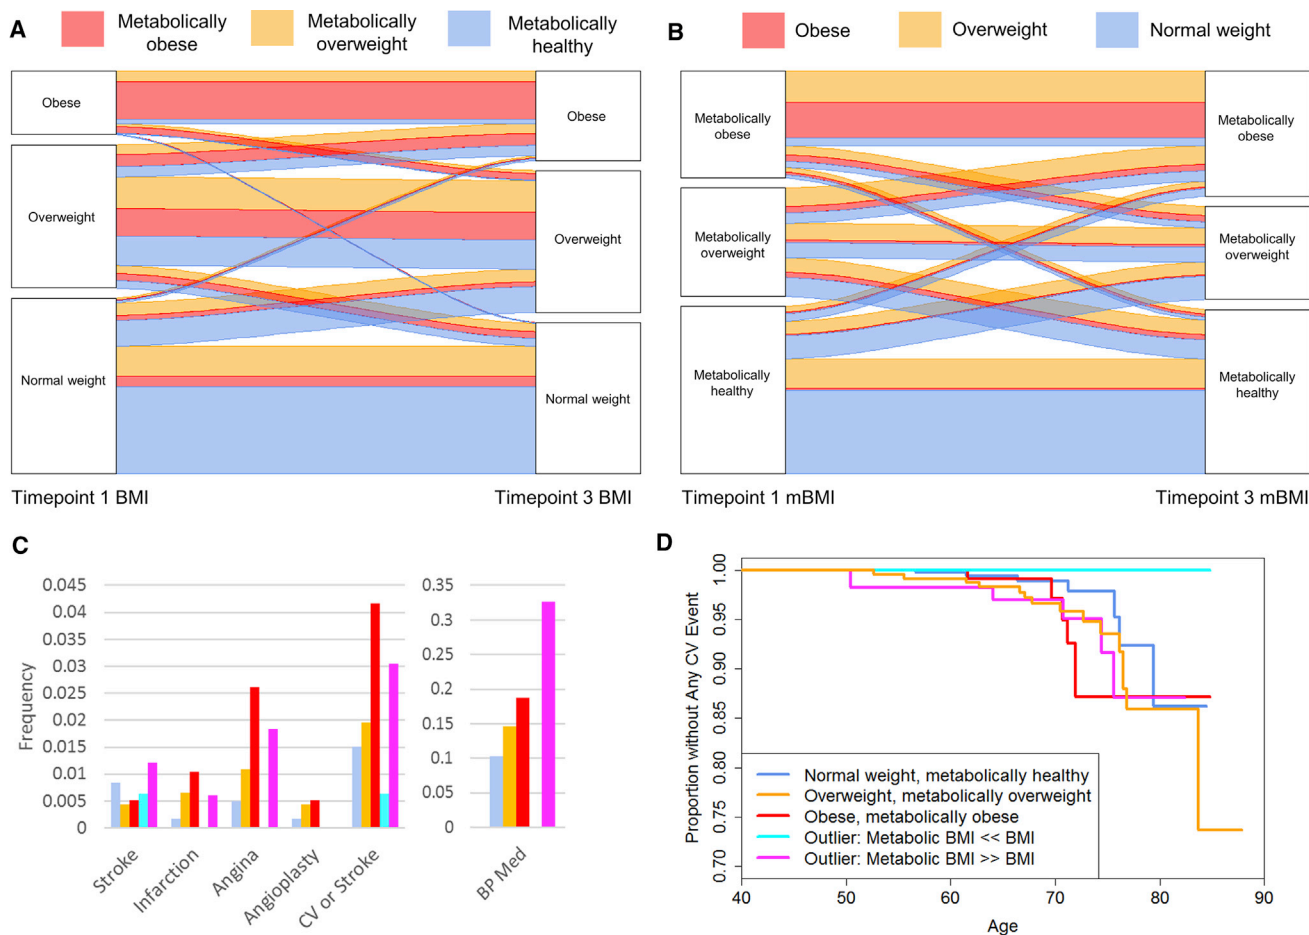 A
Metabolically
obese
Metabolically
overweight
Metabolically
healthy
Obese
Overweight
Normal weight
Obese
Overweight
Normal weight
Timepoint 1 BMI
Timepoint 3 BMI
B
Obese
Overweight
Normal weight
Metabolically
obese
Metabolically
overweight
Metabolically
healthy
Metabolically
obese
Metabolically
overweight
Metabolically
healthy
Timepoint 1 mBMI
Timepoint 3 mBMI
C
Frequency
0.045
0.04
0.035
0.03
0.025
0.02
0.015
0.01
0.005
0
Stroke
Infarction
Angina
Angioplasty
CV or Stroke
0.35
0.3
0.25
0.2
0.15
0.1
0.05
0
BP Med
D
Proportion without Any CV Event
1.00
0.95
0.90
0.85
0.80
0.75
0.70
Normal weight, metabolically healthy
Overweight, metabolically overweight
Obese, metabolically obese
Outlier: Metabolic BMI << BMI
Outlier: Metabolic BMI >> BMI
40 50 60 70 80 90
Age